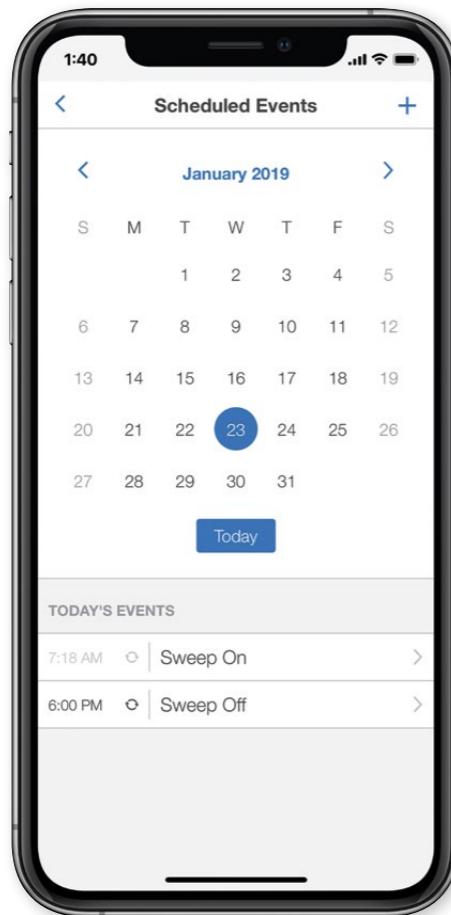 1:40
Scheduled Events
January 2019
S M T W T F S
1 2 3 4 5
6 7 8 9 10 11 12
13 14 15 16 17 18 19
20 21 22 23 24 25 26
27 28 29 30 31
Today
TODAY'S EVENTS
7:18 AM Sweep On
6:00 PM Sweep Off